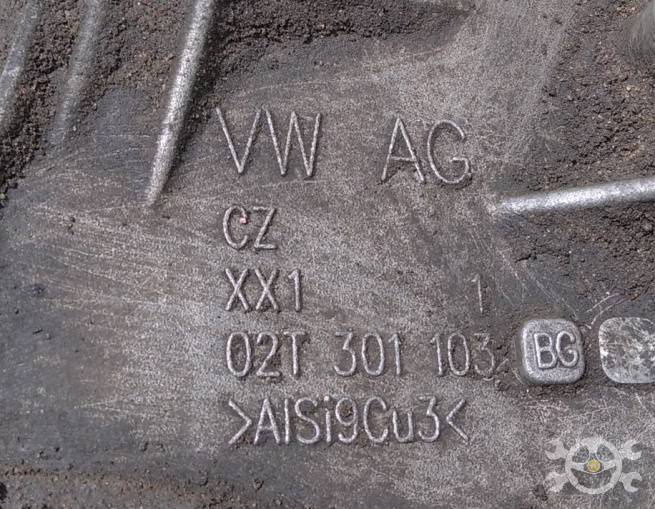 VW AG
CZ
XX1 1
02T 301 103 BG
>AlSi9Cu3<